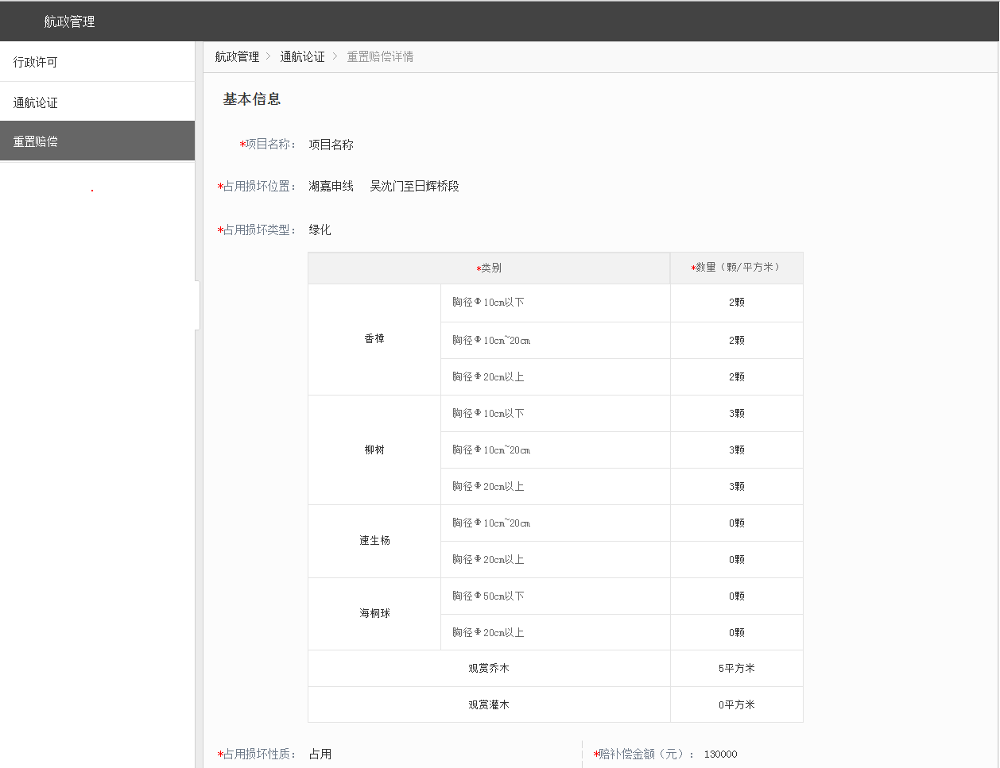 航政管理
行政许可
通航论证
重置赔偿
航政管理 > 通航论证 > 重置赔偿详情
基本信息
*项目名称： 项目名称
*占用损坏位置： 湖嘉申线 吴沈门至日辉桥段
*占用损坏类型： 绿化
*类别 *数量（颗/平方米）
香樟
胸径Φ10cm以下 2颗
胸径Φ10cm~20cm 2颗
胸径Φ20cm以上 2颗
柳树
胸径Φ10cm以下 3颗
胸径Φ10cm~20cm 3颗
胸径Φ20cm以上 3颗
速生杨
胸径Φ10cm~20cm 0颗
胸径Φ20cm以上 0颗
海桐球
胸径Φ50cm以下 0颗
胸径Φ20cm以上 0颗
观赏乔木 5平方米
观赏灌木 0平方米
*占用损坏性质： 占用 *赔补偿金额（元）： 130000